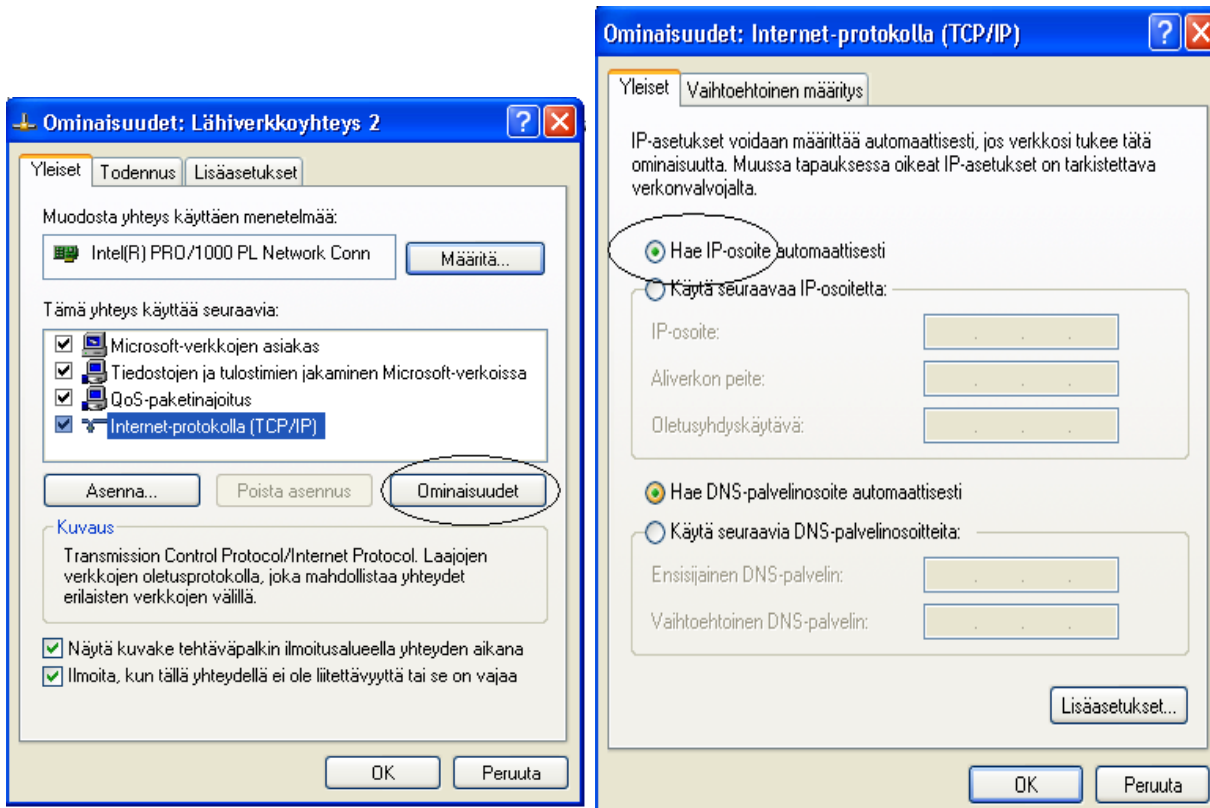 Ominaisuudet: Lähiverkkoyhteys 2
Yleiset
Todennus
Lisäasetukset
Muodosta yhteys käyttäen menetelmää:
Intel(R) PRO/1000 PL Network Conn
Määritä...
Tämä yhteys käyttää seuraavia:
Microsoft-verkkojen asiakas
Tiedostojen ja tulostimien jakaminen Microsoft-verkoissa
QoS-paketinajoitus
Internet-protokolla (TCP/IP)
Asenna...
Poista asennus
Ominaisuudet
Kuvaus
Transmission Control Protocol/Internet Protocol. Laajojen
verkkojen oletusprotokolla, joka mahdollistaa yhteydet
erilaisten verkkojen välillä.
Näytä kuvake tehtäväpalkin ilmoitusalueella yhteyden aikana
Ilmoita, kun tällä yhteydellä ei ole liitettävyyttä tai se on vajaa
OK
Peruuta
Ominaisuudet: Internet-protokolla (TCP/IP)
Yleiset
Vaihtoehtoinen määritys
IP-asetukset voidaan määrittää automaattisesti, jos verkkosi tukee tätä
ominaisuutta. Muussa tapauksessa oikeat IP-asetukset on tarkistettava
verkonvalvojalta.
Hae IP-osoite automaattisesti
Käytä seuraavaa IP-osoitetta:
IP-osoite:
Aliverkon peite:
Oletusyhdyskäytävä:
Hae DNS-palvelinosoite automaattisesti
Käytä seuraavia DNS-palvelinosoitteita:
Ensisijainen DNS-palvelin:
Vaihtoehtoinen DNS-palvelin:
Lisäasetukset...
OK
Peruuta